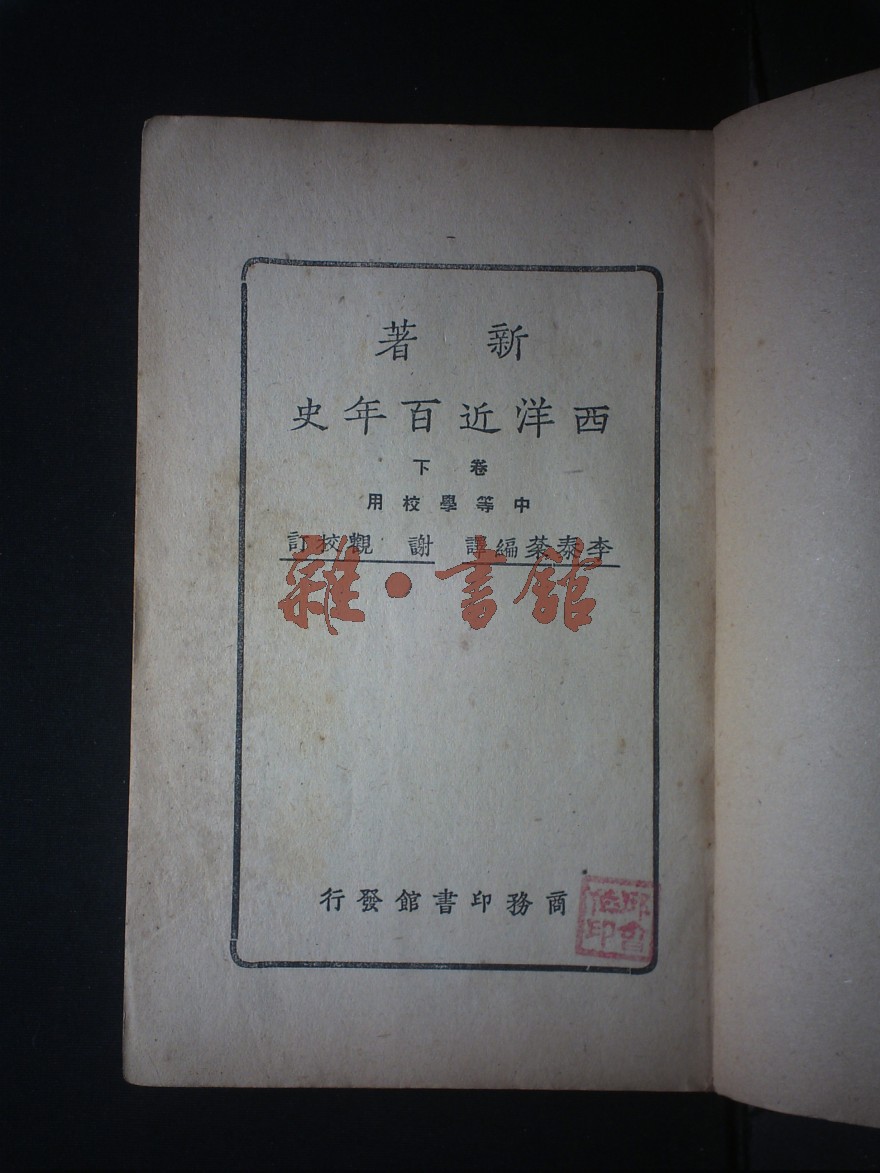 新著
西洋近百年史
卷下
中等學校用
李泰棻編譯 謝觀校訂
雜·書館
商務印書館發行